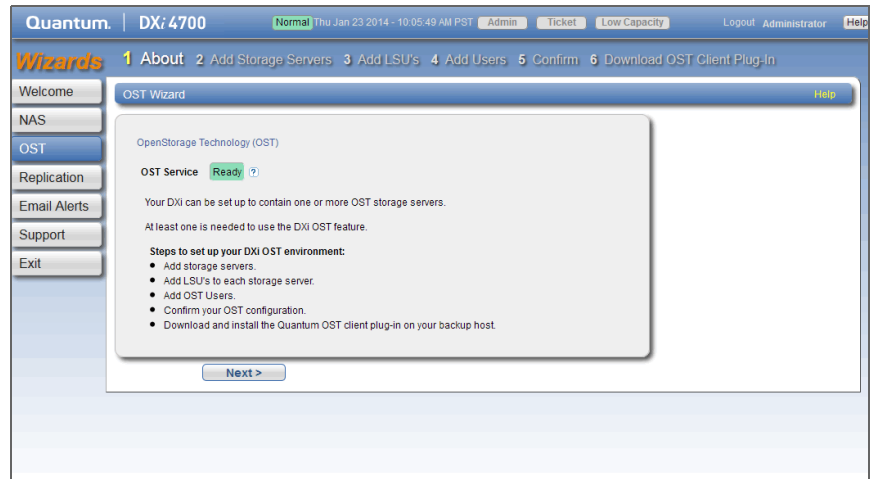 Quantum. DXi 4700 Normal Thu Jan 23 2014 - 10:05:49 AM PST Admin Ticket Low Capacity Logout Administrator Help
Wizards 1 About 2 Add Storage Servers 3 Add LSU's 4 Add Users 5 Confirm 6 Download OST Client Plug-In
Welcome
NAS
OST
Replication
Email Alerts
Support
Exit
OST Wizard Help
OpenStorage Technology (OST)
OST Service Ready ?
Your DXi can be set up to contain one or more OST storage servers.
At least one is needed to use the DXi OST feature.
Steps to set up your DXi OST environment:
• Add storage servers.
• Add LSU's to each storage server.
• Add OST Users.
• Confirm your OST configuration.
• Download and install the Quantum OST client plug-in on your backup host.
Next >